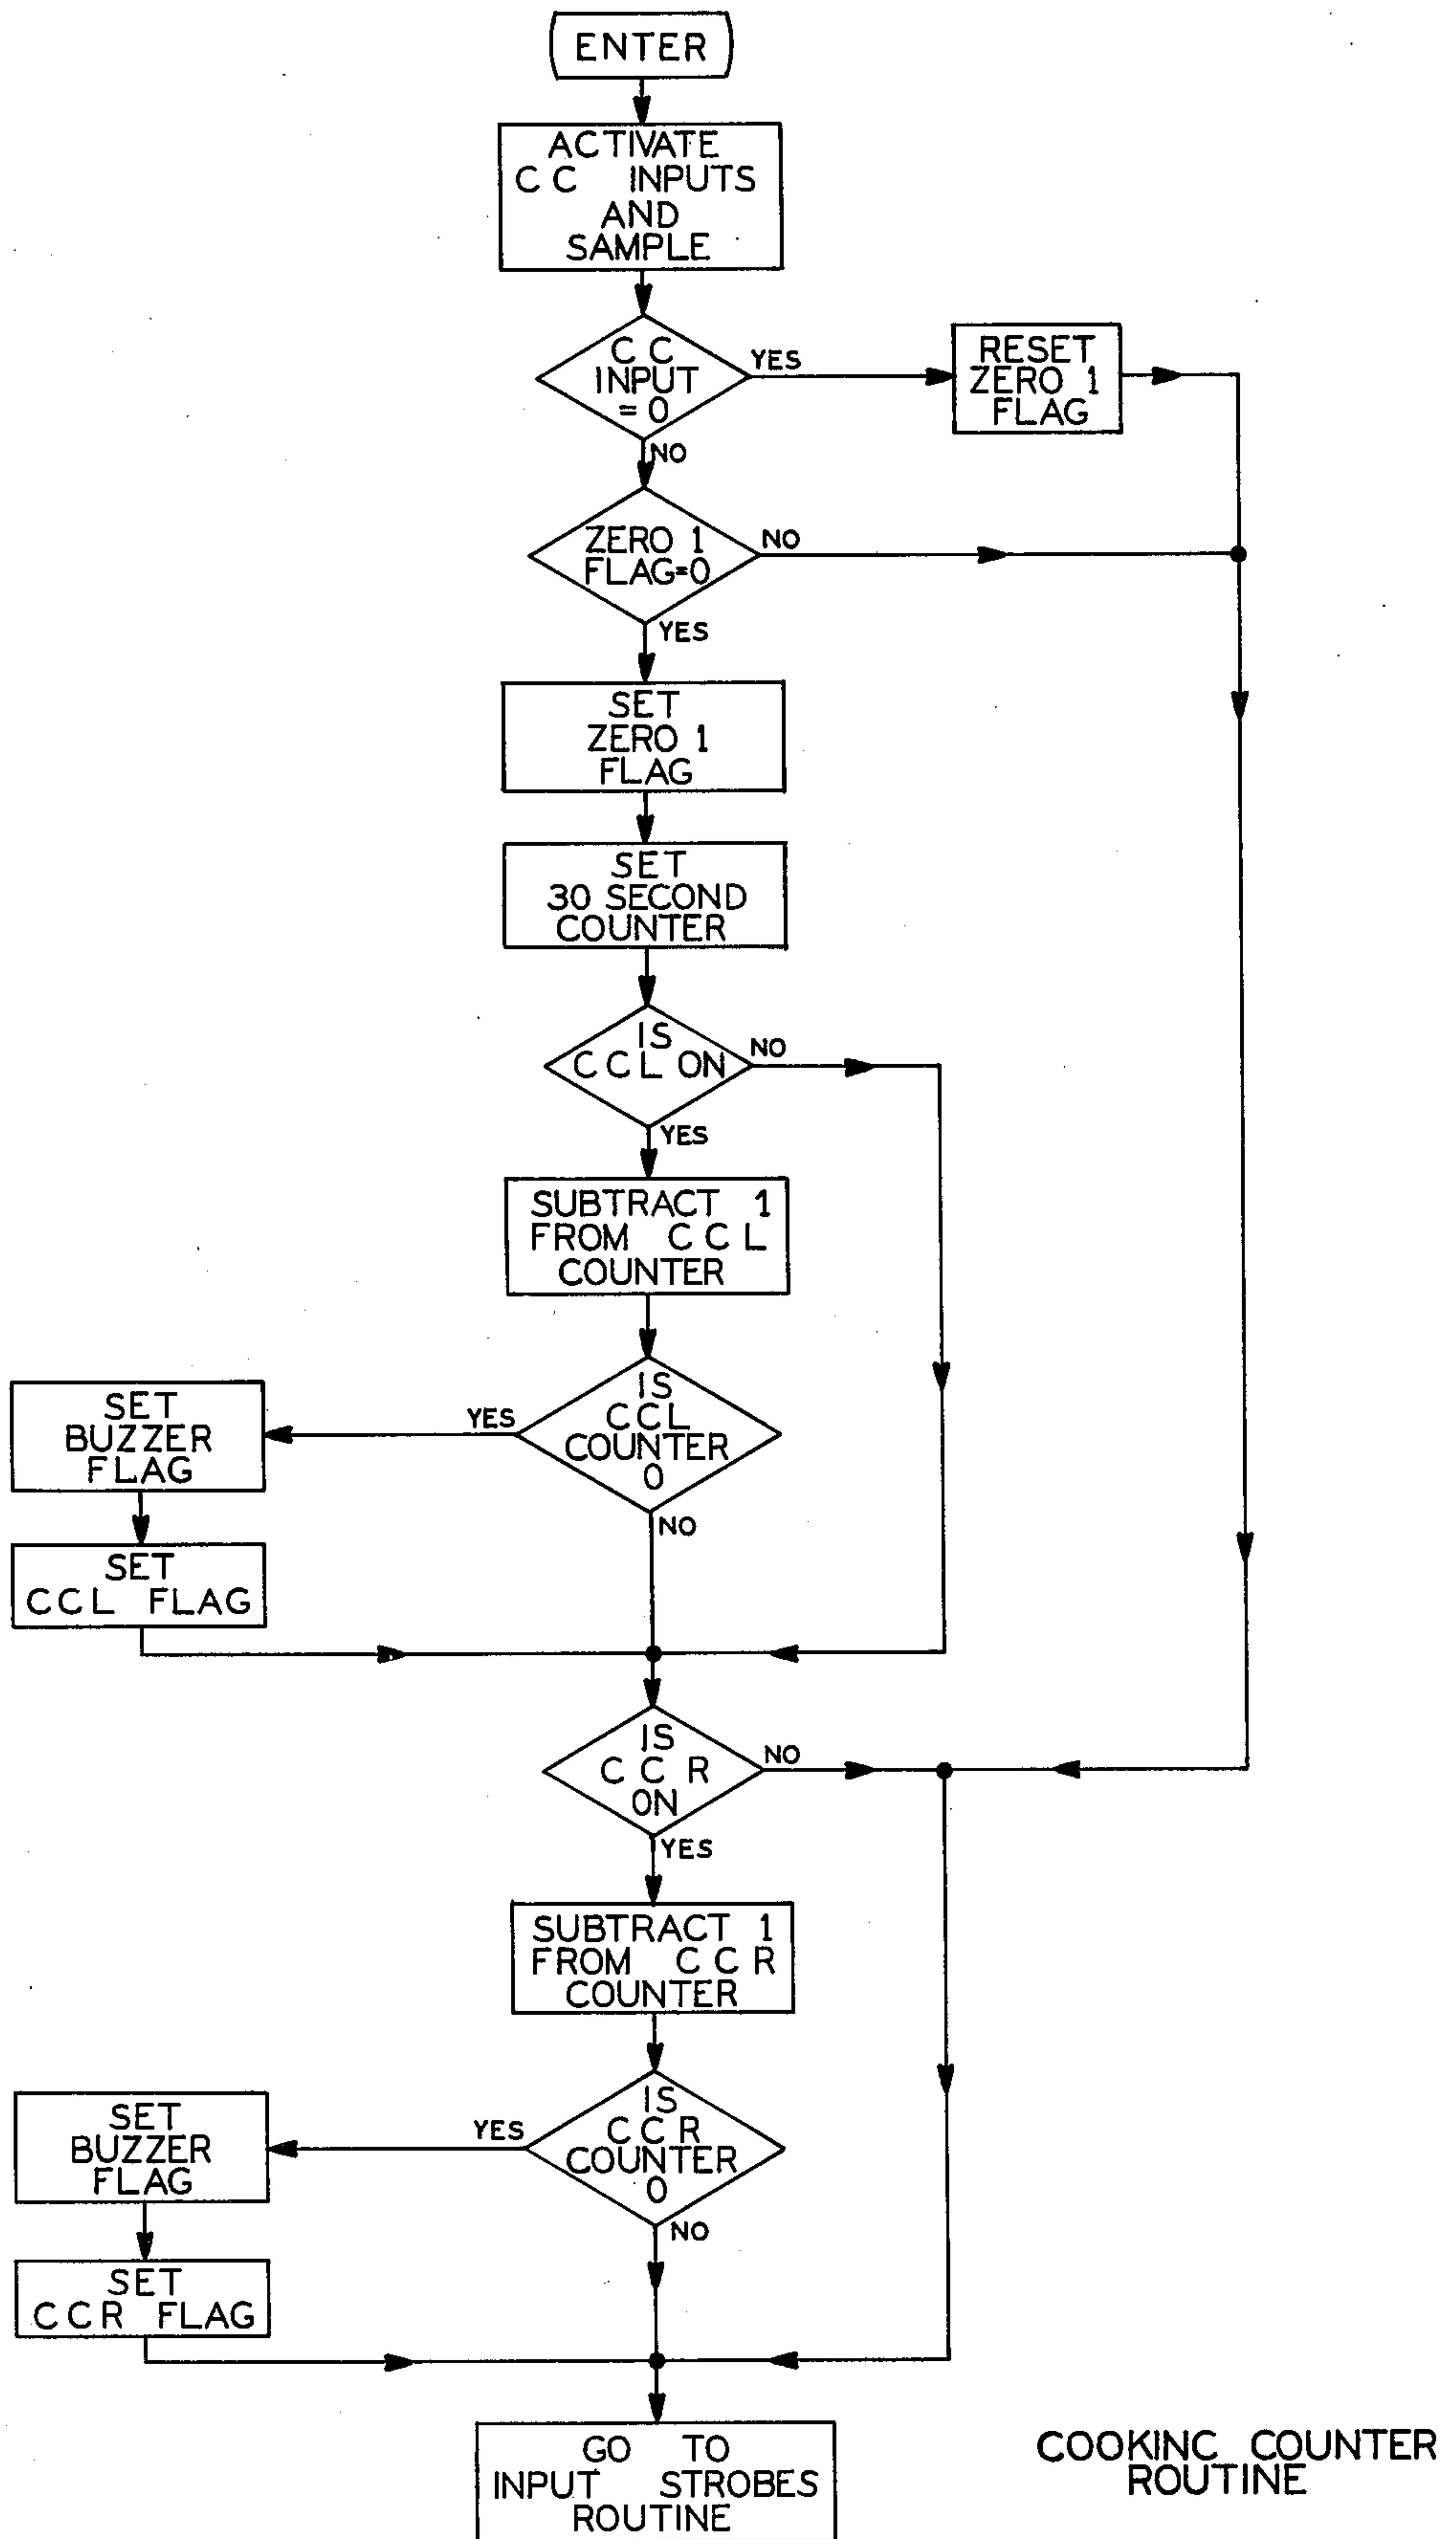 ENTER
ACTIVATE
C C INPUTS
AND
SAMPLE
C C
INPUT
= 0
YES
RESET
ZERO 1
FLAG
NO
ZERO 1
FLAG=0
NO
YES
SET
ZERO 1
FLAG
SET
30 SECOND
COUNTER
IS
C C L ON
NO
YES
SUBTRACT 1
FROM C C L
COUNTER
IS
CCL
COUNTER
0
YES
SET
BUZZER
FLAG
NO
SET
CCL FLAG
IS
C C R
ON
NO
YES
SUBTRACT 1
FROM C C R
COUNTER
IS
C C R
COUNTER
0
YES
SET
BUZZER
FLAG
NO
SET
C C R FLAG
GO TO
INPUT STROBES
ROUTINE
COOKINC COUNTER
ROUTINE